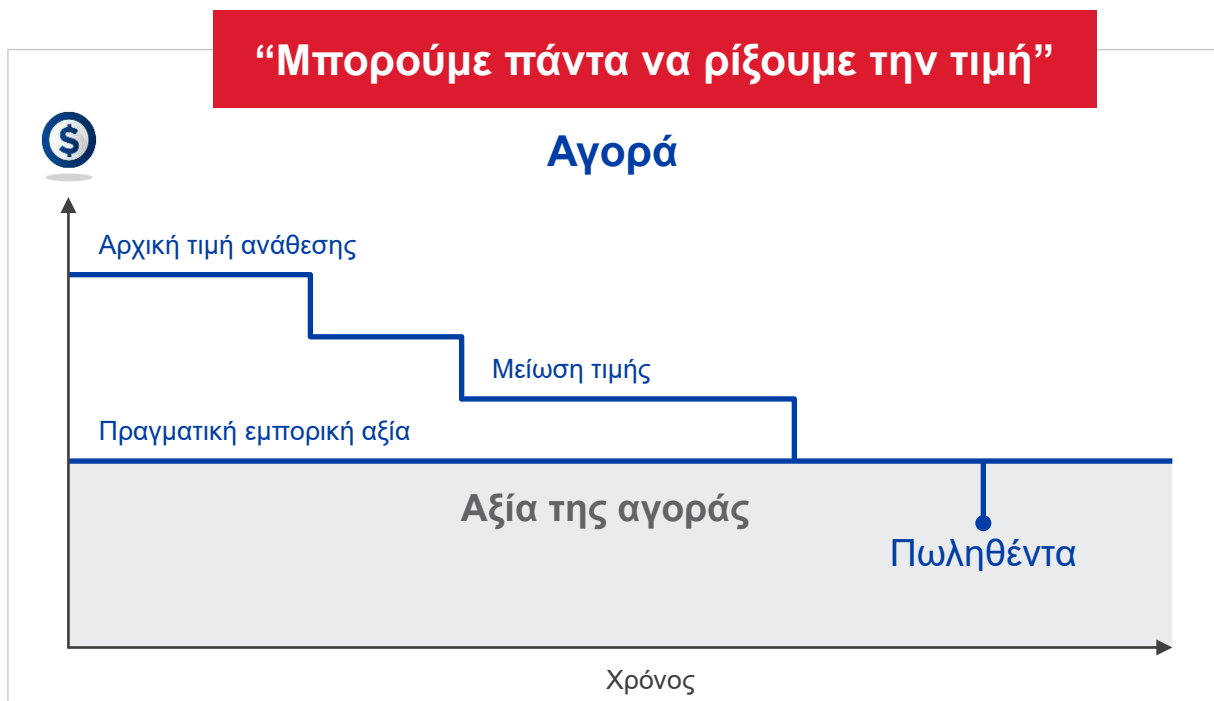 “Μπορούμε πάντα να ρίξουμε την τιμή”
$
Αγορά
Αρχική τιμή ανάθεσης
Μείωση τιμής
Πραγματική εμπορική αξία
Αξία της αγοράς
Πωληθέντα
Χρόνος